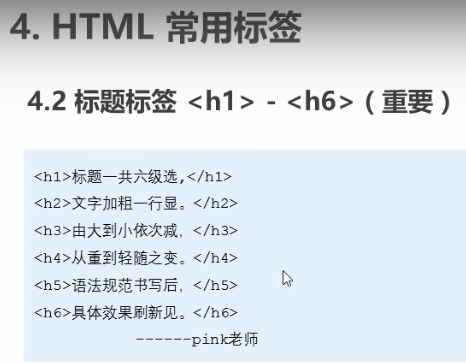 4. HTML 常用标签
4.2 标题标签 <h1> - <h6>（重要）
<h1>标题一共六级选,</h1>
<h2>文字加粗一行显。</h2>
<h3>由大到小依次减，</h3>
<h4>从重到轻随之变。</h4>
<h5>语法规范书写后，</h5>
<h6>具体效果刷新见。</h6>
------pink老师